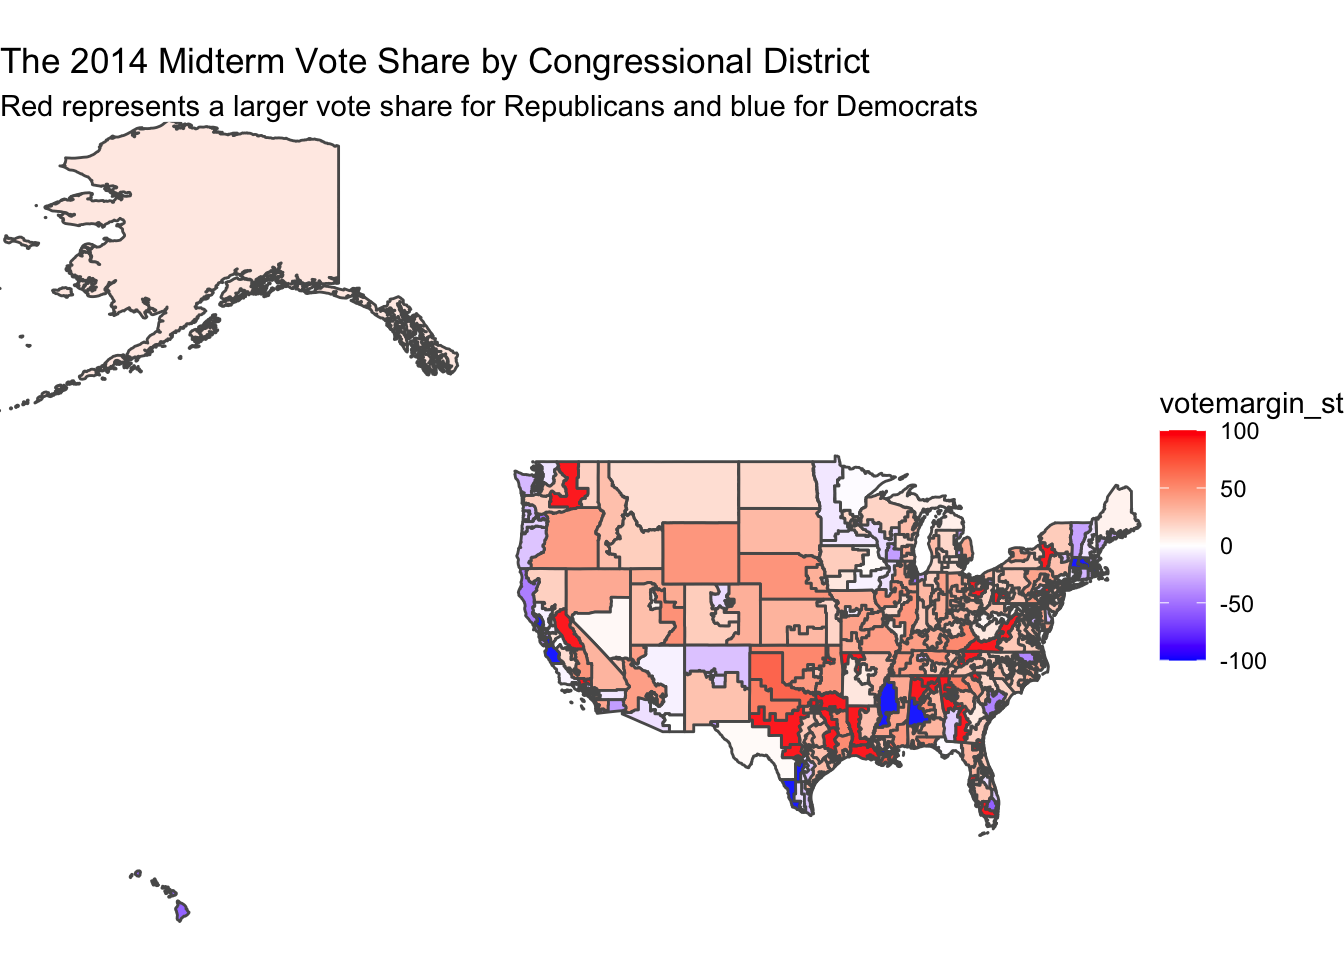 The 2014 Midterm Vote Share by Congressional District
Red represents a larger vote share for Republicans and blue for Democrats
votemargin_st
100
50
0
-50
-100